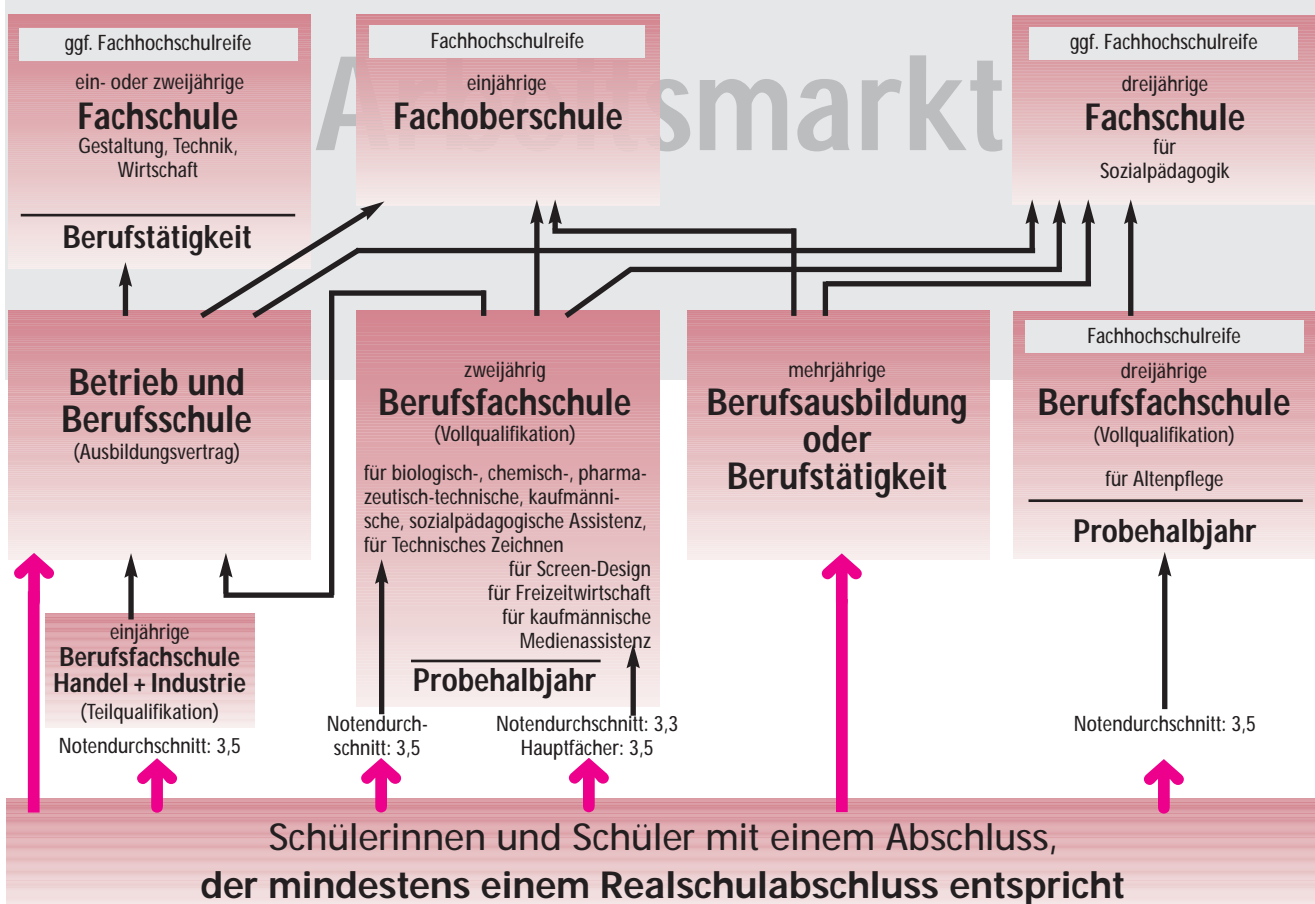 Arbeitsmarkt
ggf. Fachhochschulreife
ein- oder zweijährige
Fachschule
Gestaltung, Technik,
Wirtschaft
Berufstätigkeit
Fachhochschulreife
einjährige
Fachoberschule
ggf. Fachhochschulreife
dreijährige
Fachschule
für
Sozialpädagogik
Betrieb und
Berufsschule
(Ausbildungsvertrag)
zweijährig
Berufsfachschule
(Vollqualifikation)
für biologisch-, chemisch-, pharma-
zeutisch-technische, kaufmänni-
sche, sozialpädagogische Assistenz,
für Technisches Zeichnen
für Screen-Design
für Freizeitwirtschaft
für kaufmännische
Medienassistenz
Probehalbjahr
mehrjährige
Berufsausbildung
oder
Berufstätigkeit
Fachhochschulreife
dreijährige
Berufsfachschule
(Vollqualifikation)
für Altenpflege
Probehalbjahr
einjährige
Berufsfachschule
Handel + Industrie
(Teilqualifikation)
Notendurchschnitt: 3,5
Notendurch-
schnitt: 3,5
Notendurchschnitt: 3,3
Hauptfächer: 3,5
Notendurchschnitt: 3,5
Schülerinnen und Schüler mit einem Abschluss,
der mindestens einem Realschulabschluss entspricht